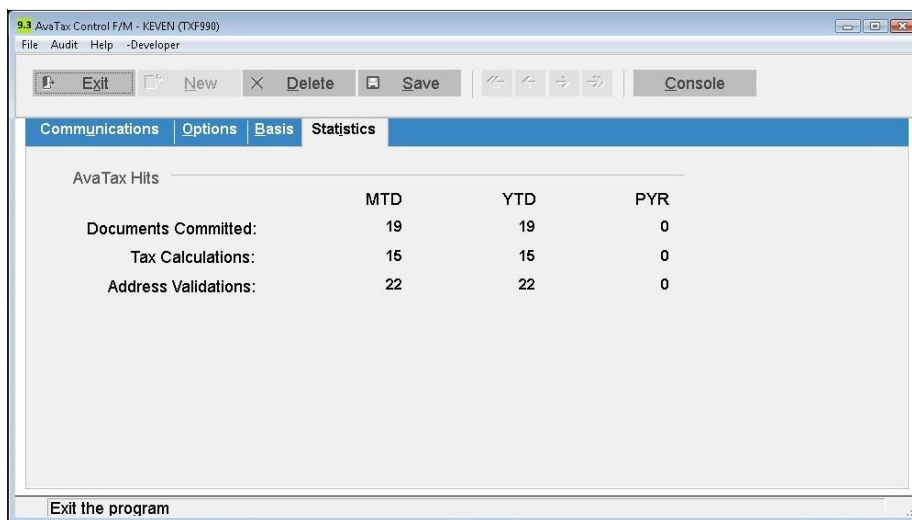 9.3 AvaTax Control F/M - KEVEN (TXF990)
File Audit Help -Developer
Exit New Delete Save Console
Communications Options Basis Statistics
AvaTax Hits
MTD YTD PYR
Documents Committed: 19 19 0
Tax Calculations: 15 15 0
Address Validations: 22 22 0
Exit the program